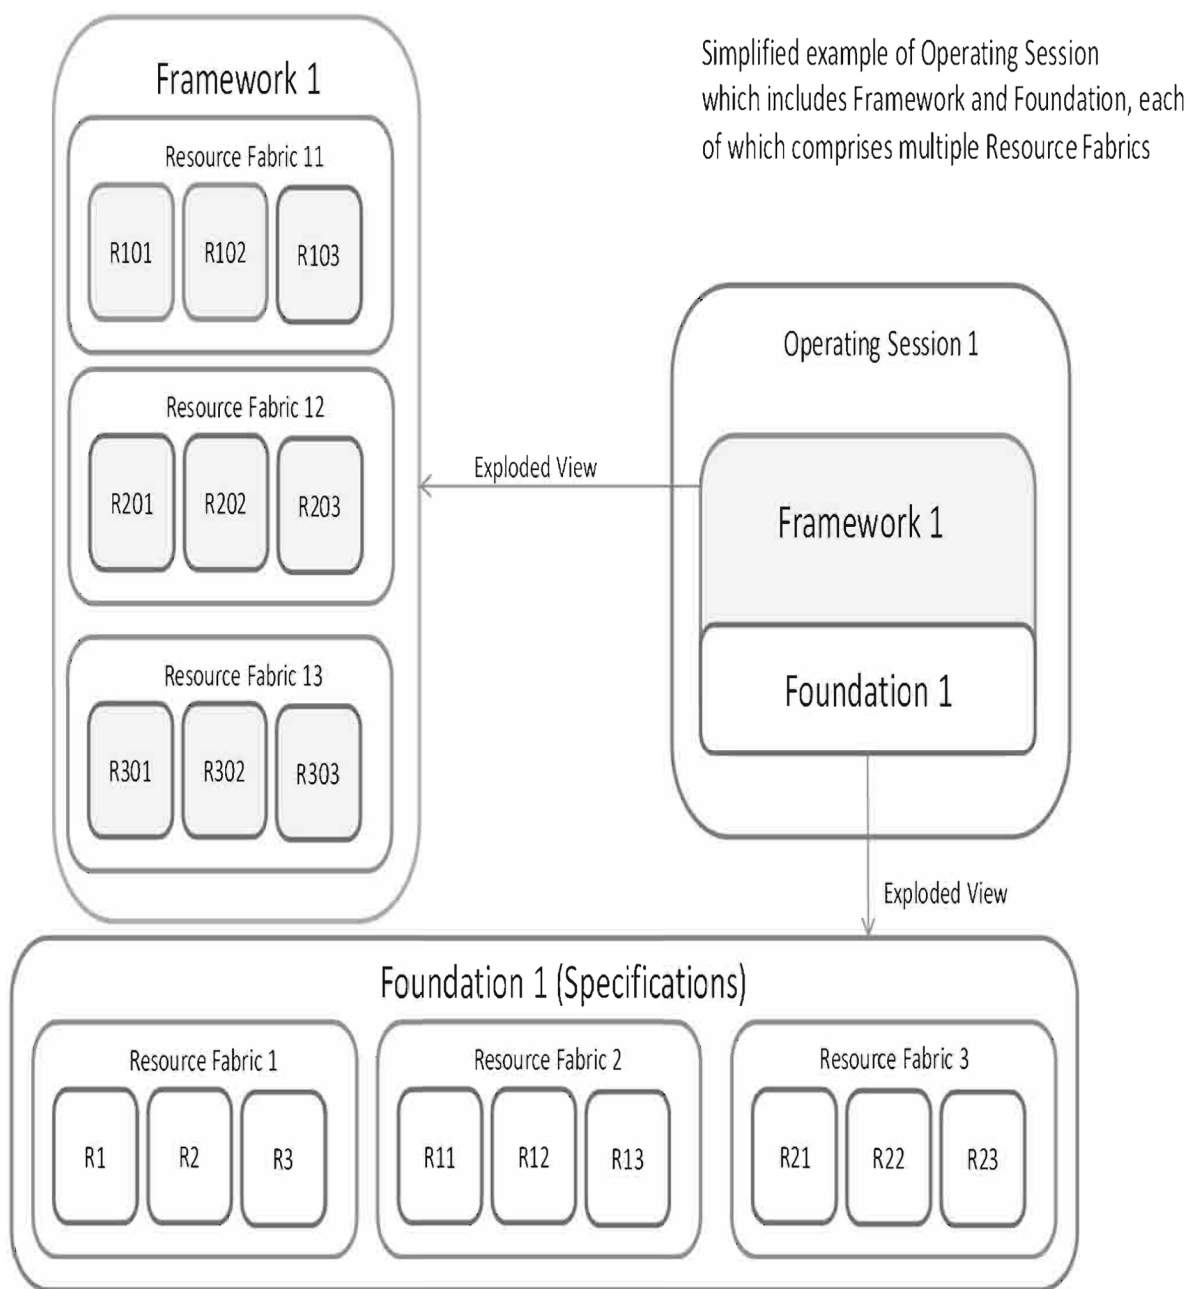 Simplified example of Operating Session
which includes Framework and Foundation, each
of which comprises multiple Resource Fabrics
Framework 1
Resource Fabric 11
R101
R102
R103
Resource Fabric 12
R201
R202
R203
Resource Fabric 13
R301
R302
R303
Exploded View
Operating Session 1
Framework 1
Foundation 1
Exploded View
Foundation 1 (Specifications)
Resource Fabric 1
R1
R2
R3
Resource Fabric 2
R11
R12
R13
Resource Fabric 3
R21
R22
R23